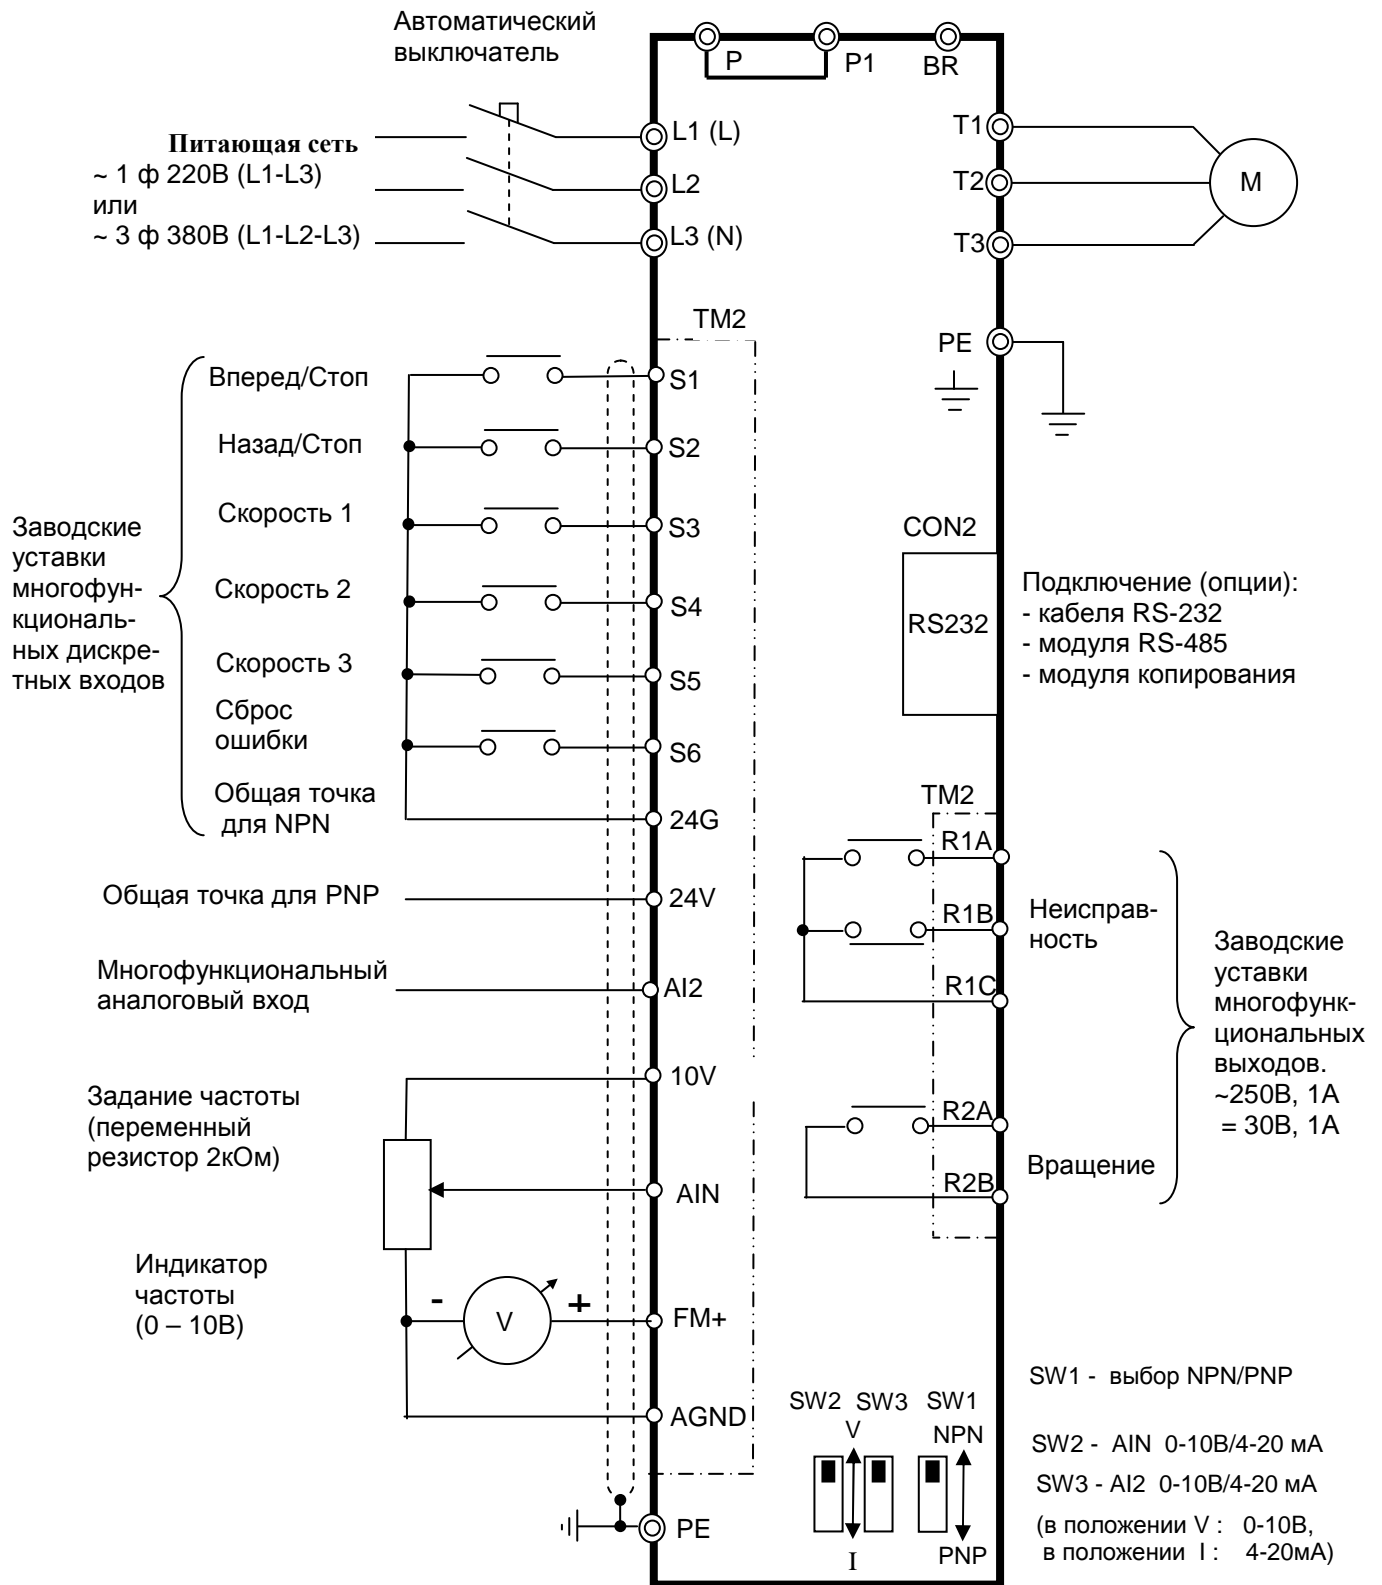 Автоматический
выключатель
P
P1
BR
Питающая сеть
~ 1 ф 220В (L1-L3)
или
~ 3 ф 380В (L1-L2-L3)
L1 (L)
L2
L3 (N)
T1
T2
T3
M
PE
TM2
Заводские
уставки
многофун-
кциональ-
ных дискре-
тных входов
Вперед/Стоп
S1
Назад/Стоп
S2
Скорость 1
S3
Скорость 2
S4
Скорость 3
S5
Сброс
ошибки
S6
Общая точка
для NPN
24G
Общая точка для PNP
24V
Многофункциональный
аналоговый вход
AI2
10V
Задание частоты
(переменный
резистор 2кОм)
AIN
Индикатор
частоты
(0 – 10В)
-
V
+
FM+
AGND
PE
CON2
RS232
Подключение (опции):
- кабеля RS-232
- модуля RS-485
- модуля копирования
TM2
R1A
R1B
R1C
Неисправ-
ность
R2A
R2B
Вращение
Заводские
уставки
многофунк-
циональных
выходов.
~250В, 1А
= 30В, 1А
SW2 SW3 SW1
V
NPN
I
PNP
SW1 - выбор NPN/PNP
SW2 - AIN 0-10В/4-20 мА
SW3 - AI2 0-10В/4-20 мА
(в положении V : 0-10В,
в положении I : 4-20мА)